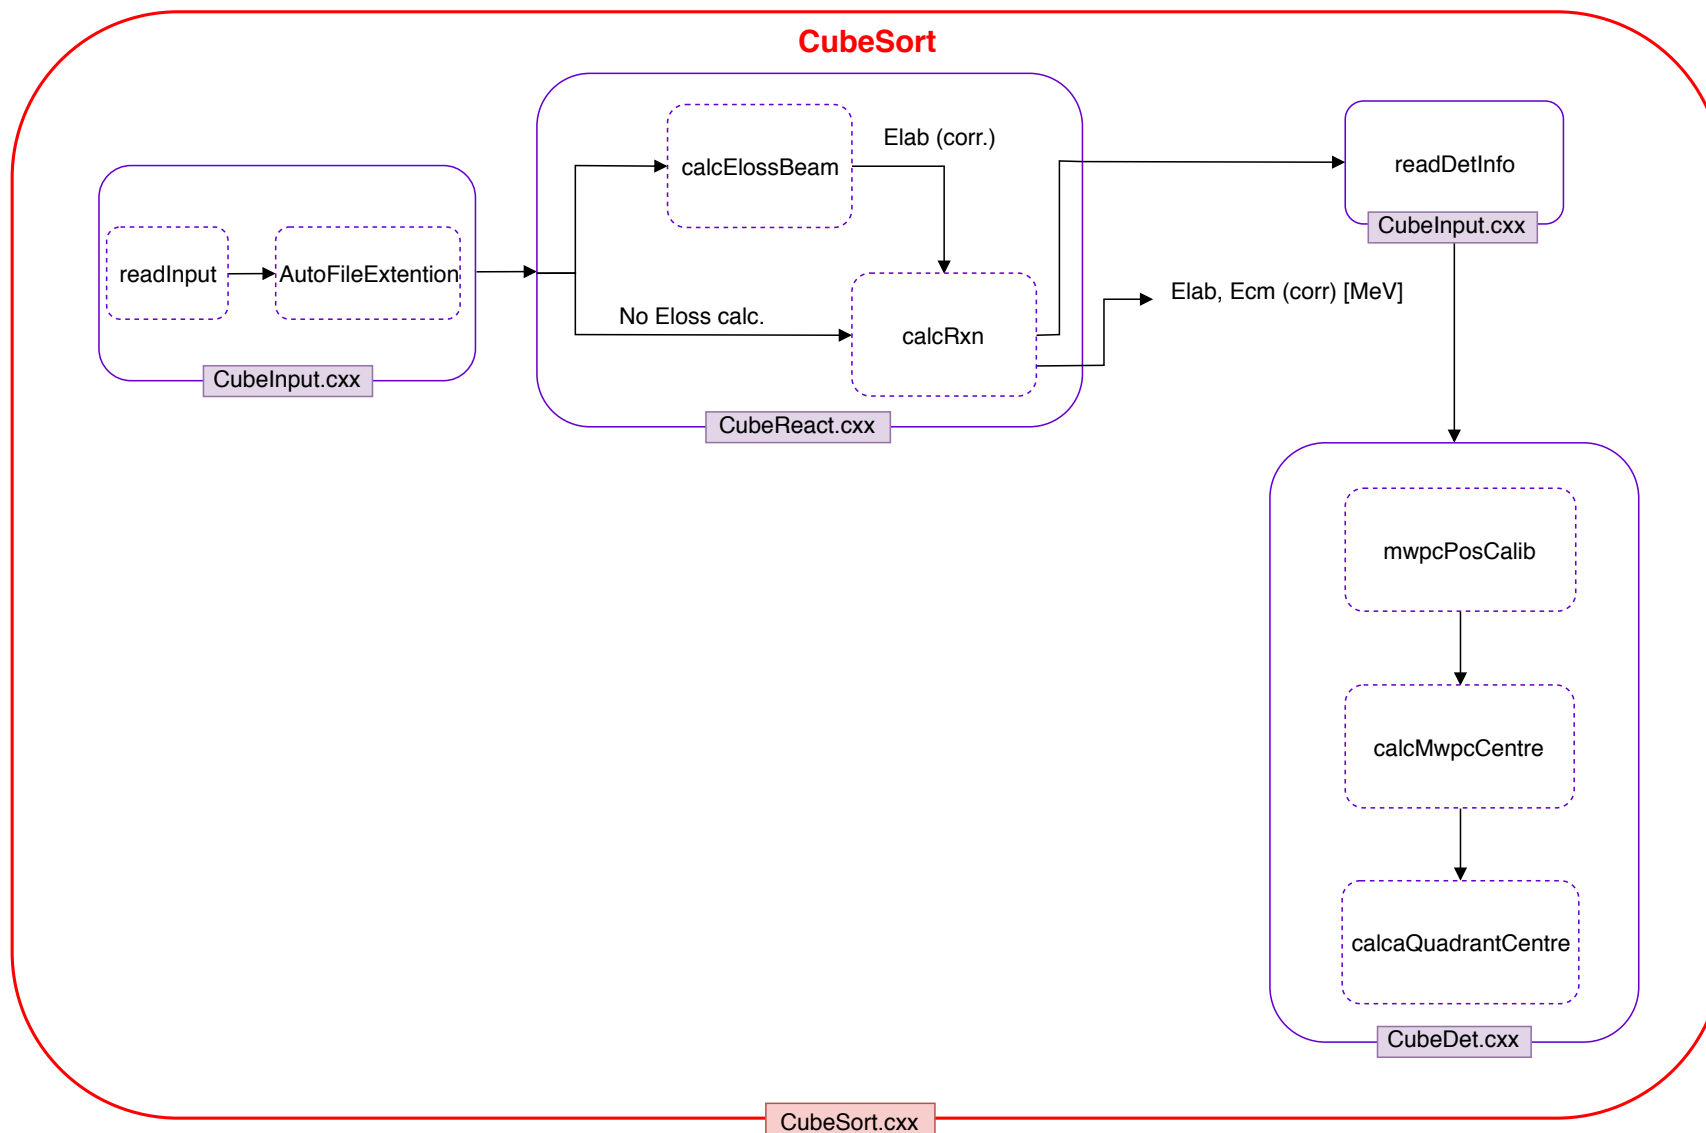 CubeSort
readInput
AutoFileExtention
CubeInput.cxx
calcElossBeam
Elab (corr.)
No Eloss calc.
calcRxn
CubeReact.cxx
Elab, Ecm (corr) [MeV]
readDetInfo
CubeInput.cxx
mwpcPosCalib
calcMwpcCentre
calcaQuadrantCentre
CubeDet.cxx
CubeSort.cxx